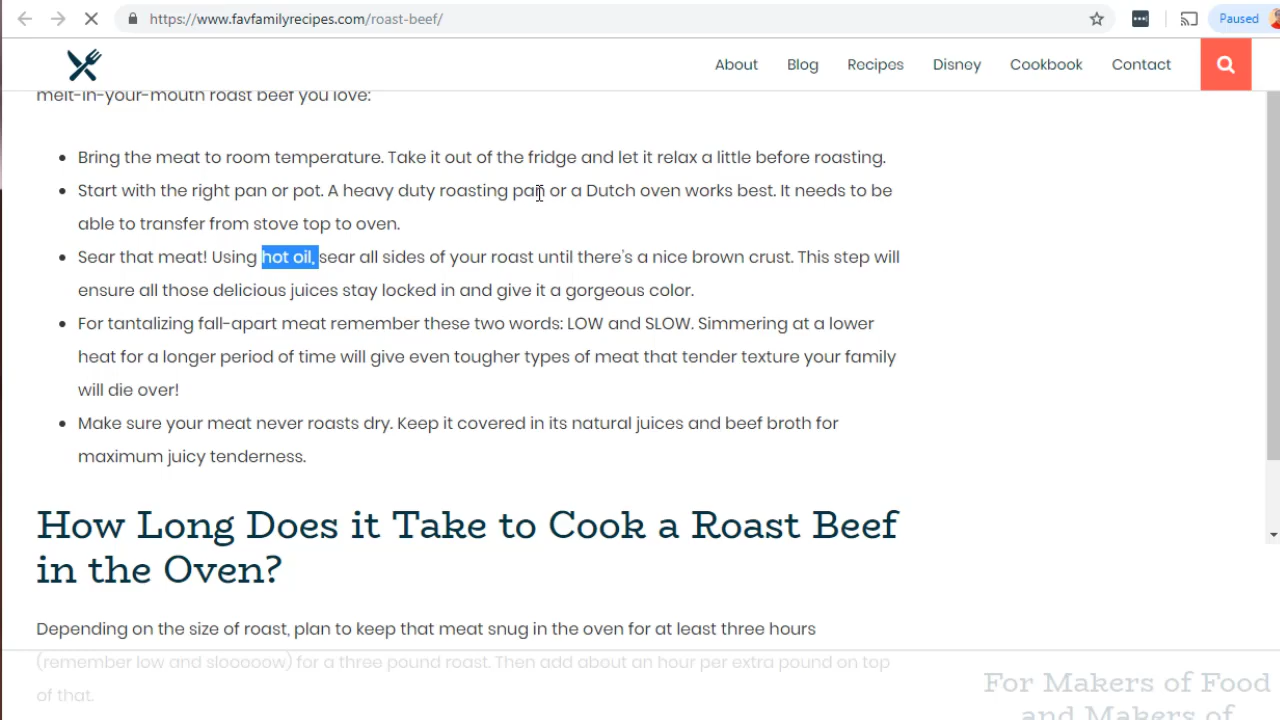 https://www.favfamilyrecipes.com/roast-beef/
Paused
About Blog Recipes Disney Cookbook Contact
melt-in-your-mouth roast beef you love:
Bring the meat to room temperature. Take it out of the fridge and let it relax a little before roasting.
Start with the right pan or pot. A heavy duty roasting pan or a Dutch oven works best. It needs to be
able to transfer from stove top to oven.
Sear that meat! Using hot oil, sear all sides of your roast until there's a nice brown crust. This step will
ensure all those delicious juices stay locked in and give it a gorgeous color.
For tantalizing fall-apart meat remember these two words: LOW and SLOW. Simmering at a lower
heat for a longer period of time will give even tougher types of meat that tender texture your family
will die over!
Make sure your meat never roasts dry. Keep it covered in its natural juices and beef broth for
maximum juicy tenderness.
How Long Does it Take to Cook a Roast Beef
in the Oven?
Depending on the size of roast, plan to keep that meat snug in the oven for at least three hours
(remember low and slooooow) for a three pound roast. Then add about an hour per extra pound on top
of that.
For Makers of Food
and Makers of